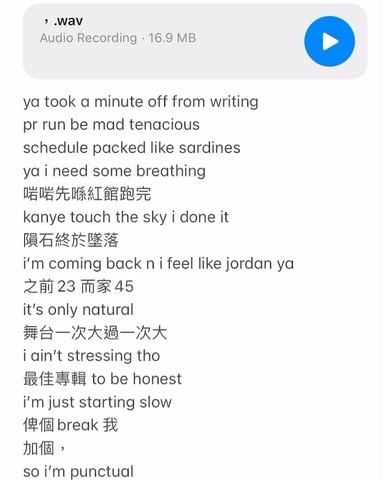 ，.wav
Audio Recording · 16.9 MB
ya took a minute off from writing
pr run be mad tenacious
schedule packed like sardines
ya i need some breathing
啱啱先喺紅館跑完
kanye touch the sky i done it
隕石終於墜落
i'm coming back n i feel like jordan ya
之前 23 而家 45
it's only natural
舞台一次大過一次大
i ain't stressing tho
最佳專輯 to be honest
i'm just starting slow
俾個 break 我
加個，
so i'm punctual